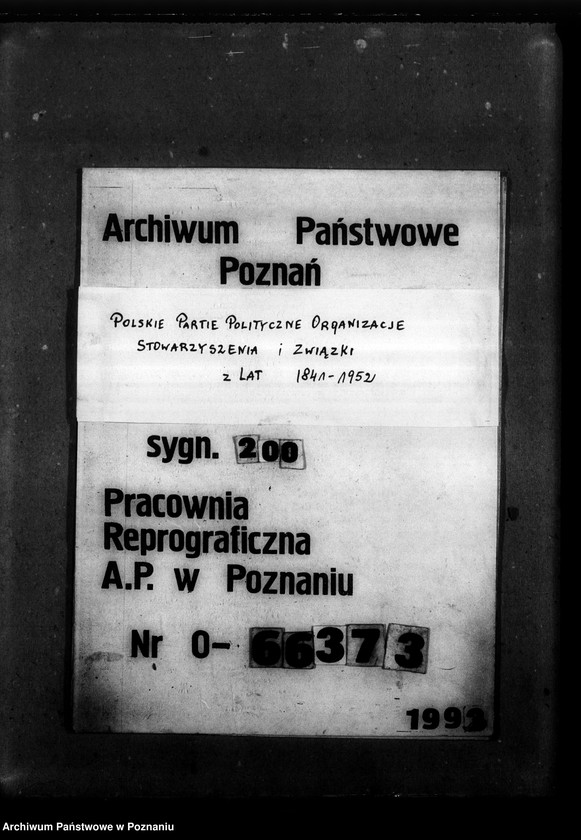 Archiwum Państwowe
Poznań
POLSKIE PARTIE POLITYCZNE ORGANIZACJE
STOWARZYSZENIA i ZWIĄZKI
z LAT 1841-1952
sygn. 200
Pracownia
Reprograficzna
A.P. w Poznaniu
Nr 0-66373
1993
Archiwum Państwowe w Poznaniu